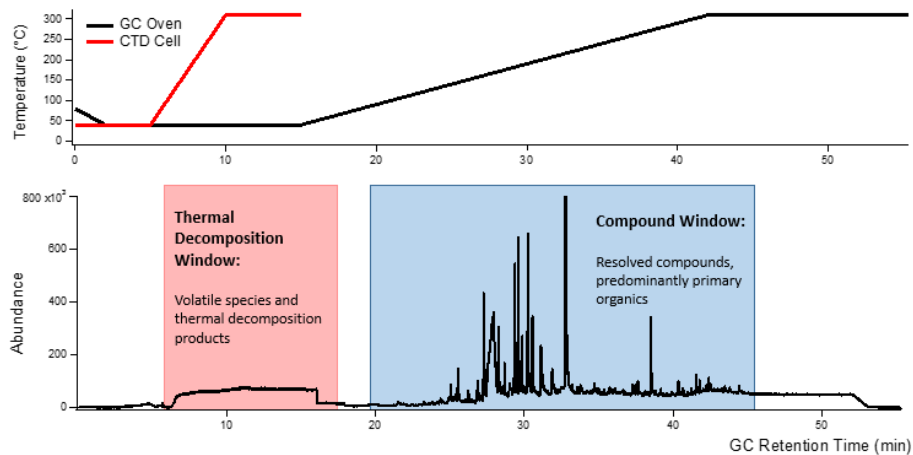 300
250
200
150
100
50
0
Temperature (°C)
GC Oven
CTD Cell
0
10
20
30
40
50
800 x10³
600
400
200
0
Abundance
Thermal
Decomposition
Window:
Volatile species and
thermal decomposition
products
Compound Window:
Resolved compounds,
predominantly primary
organics
10
20
30
40
50
GC Retention Time (min)